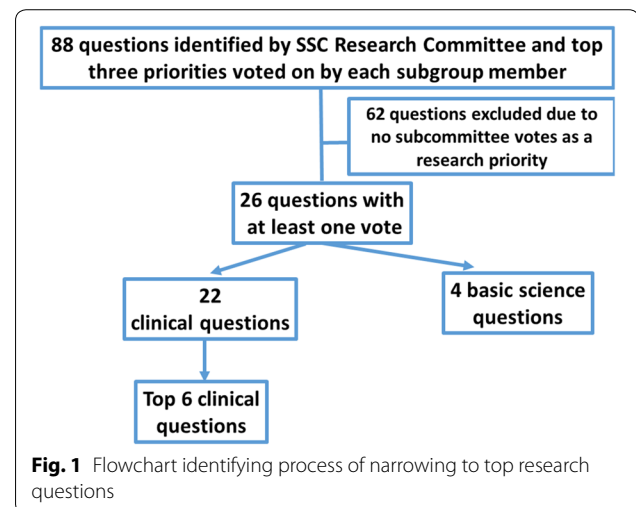 88 questions identified by SSC Research Committee and top
three priorities voted on by each subgroup member
62 questions excluded due to
no subcommittee votes as a
research priority
26 questions with
at least one vote
22
clinical questions
4 basic science
questions
Top 6 clinical
questions
Fig. 1 Flowchart identifying process of narrowing to top research
questions